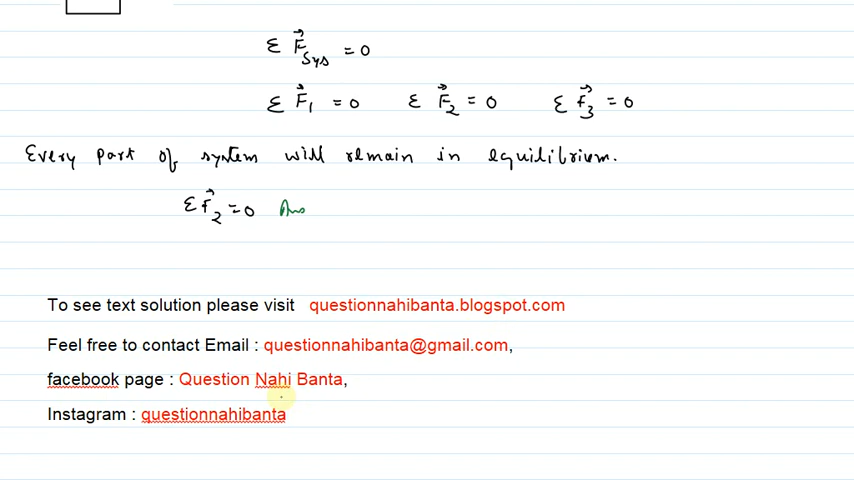 Σ F⃗sys = 0
Σ F⃗1 = 0 Σ F⃗2 = 0 Σ F⃗3 = 0
Every part of system will remain in equilibrium.
Σ F⃗2 = 0 Ans
To see text solution please visit questionnahibanta.blogspot.com
Feel free to contact Email : questionnahibanta@gmail.com,
facebook page : Question Nahi Banta,
Instagram : questionnahibanta